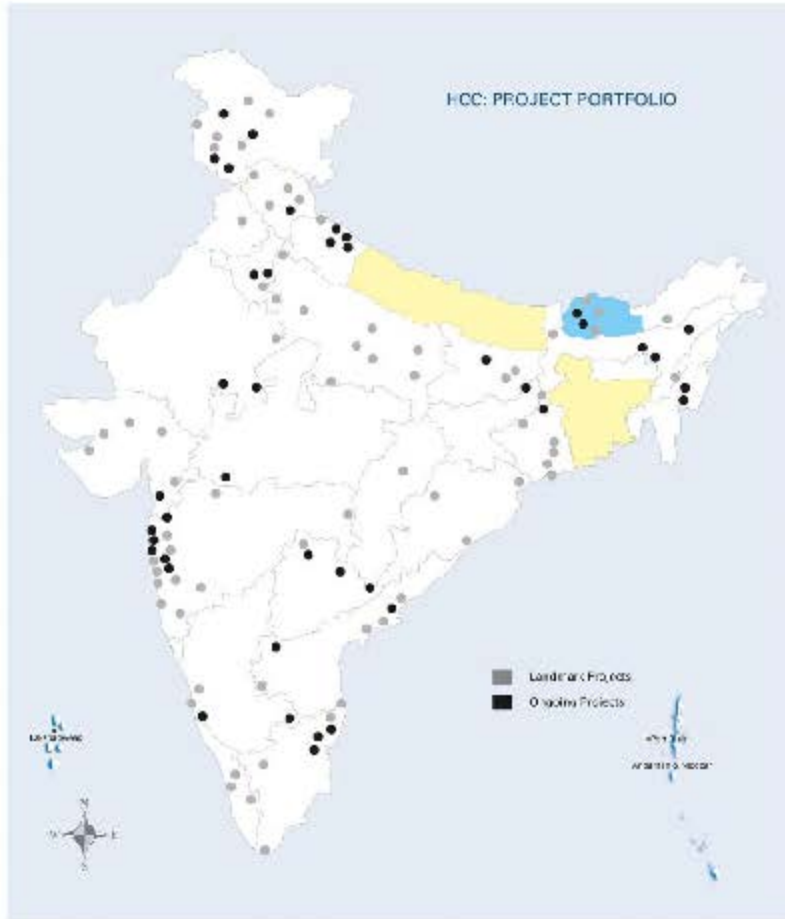 HCC: PROJECT PORTFOLIO
Landmark Projects
Ongoing Projects
N
W E
S